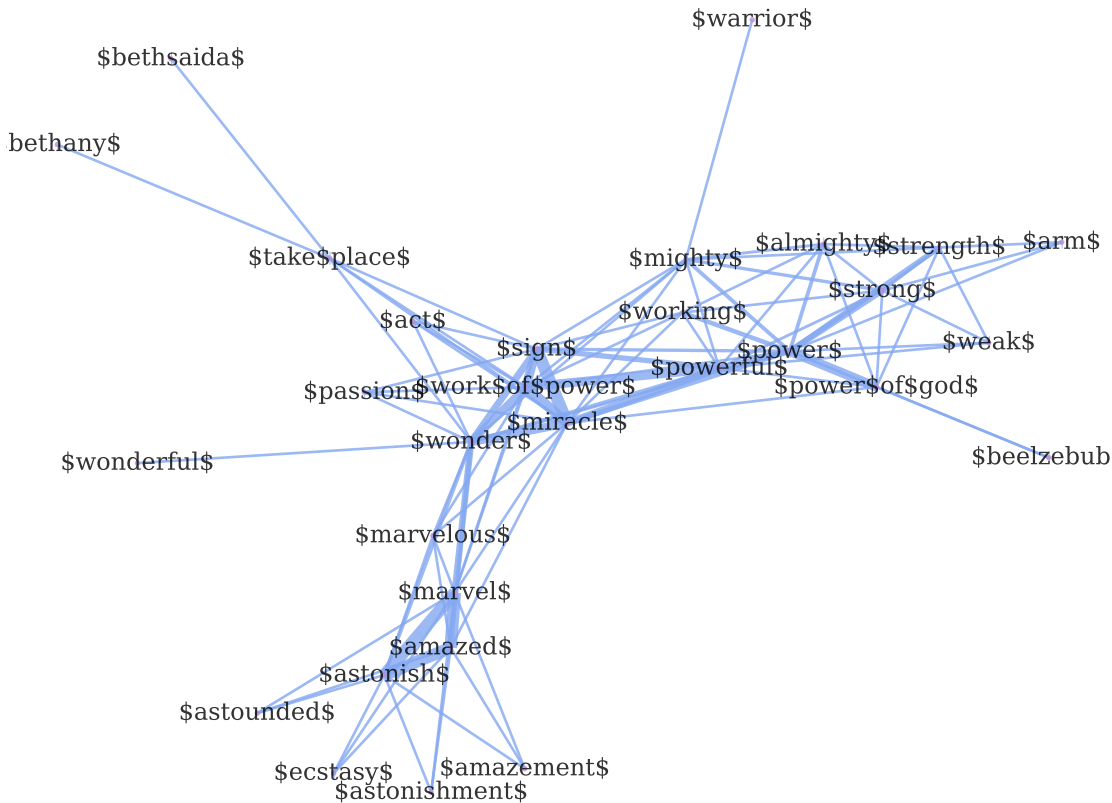 $warrior$
$bethsaida$
bethany$
$take$place$
$mighty$
$almighty$
$strength$
$arm$
$strong$
$working$
$act$
$sign$
$power$
$weak$
$powerful$
$passion$
$work$of$power$
$power$of$god$
$miracle$
$wonder$
$wonderful$
$beelzebub
$marvelous$
$marvel$
$amazed$
$astonish$
$astounded$
$ecstasy$
$amazement$
$astonishment$